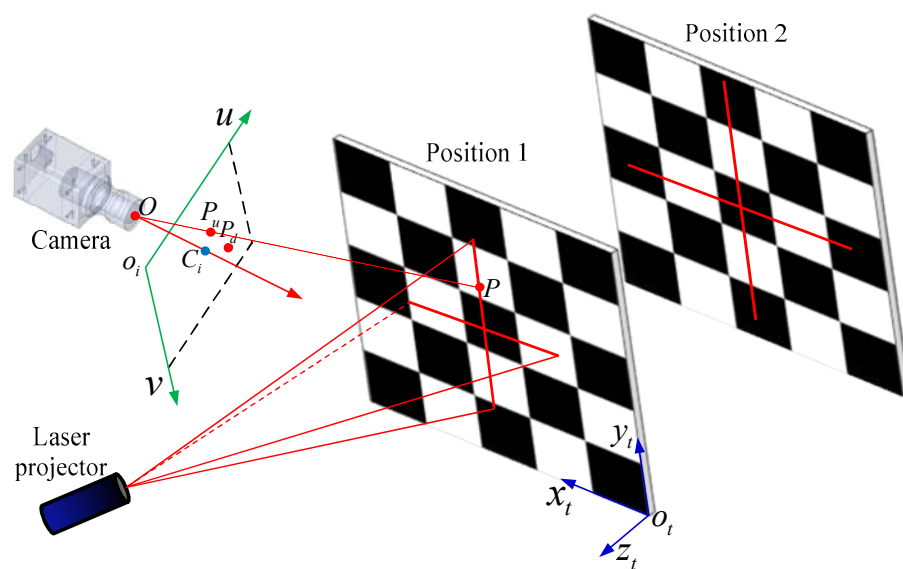 Position 2
Position 1
u
O
P_u P_d
Camera
C_i
o_i
P
v
Laser
projector
y_t
x_t
o_t
z_t